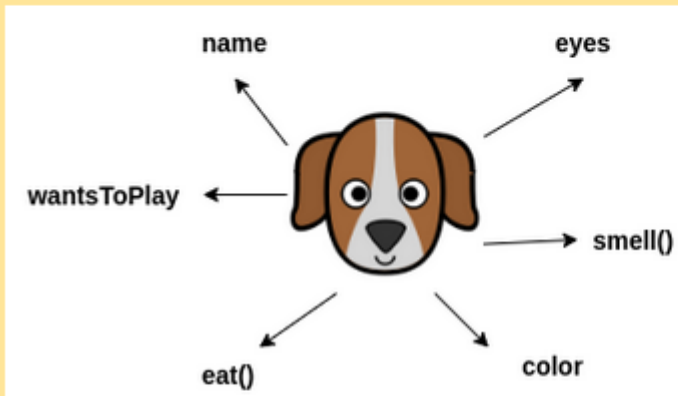 name
eyes
wantsToPlay
smell()
eat()
color